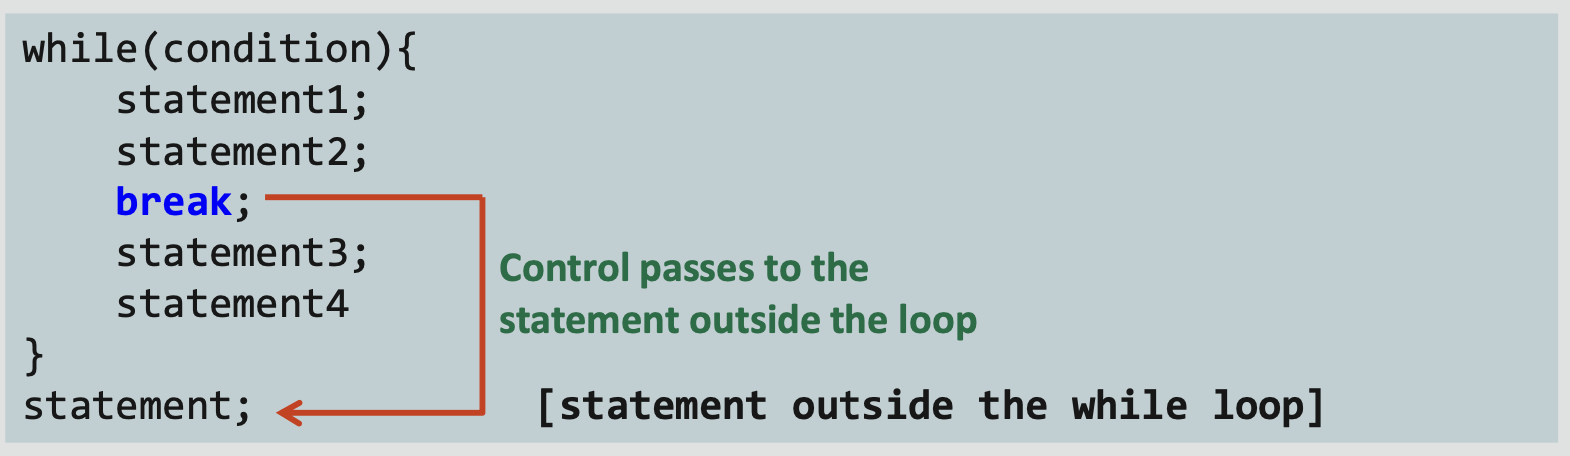 while(condition){
    statement1;
    statement2;
    break;
    statement3;
    statement4
}
statement;
Control passes to the
statement outside the loop
[statement outside the while loop]